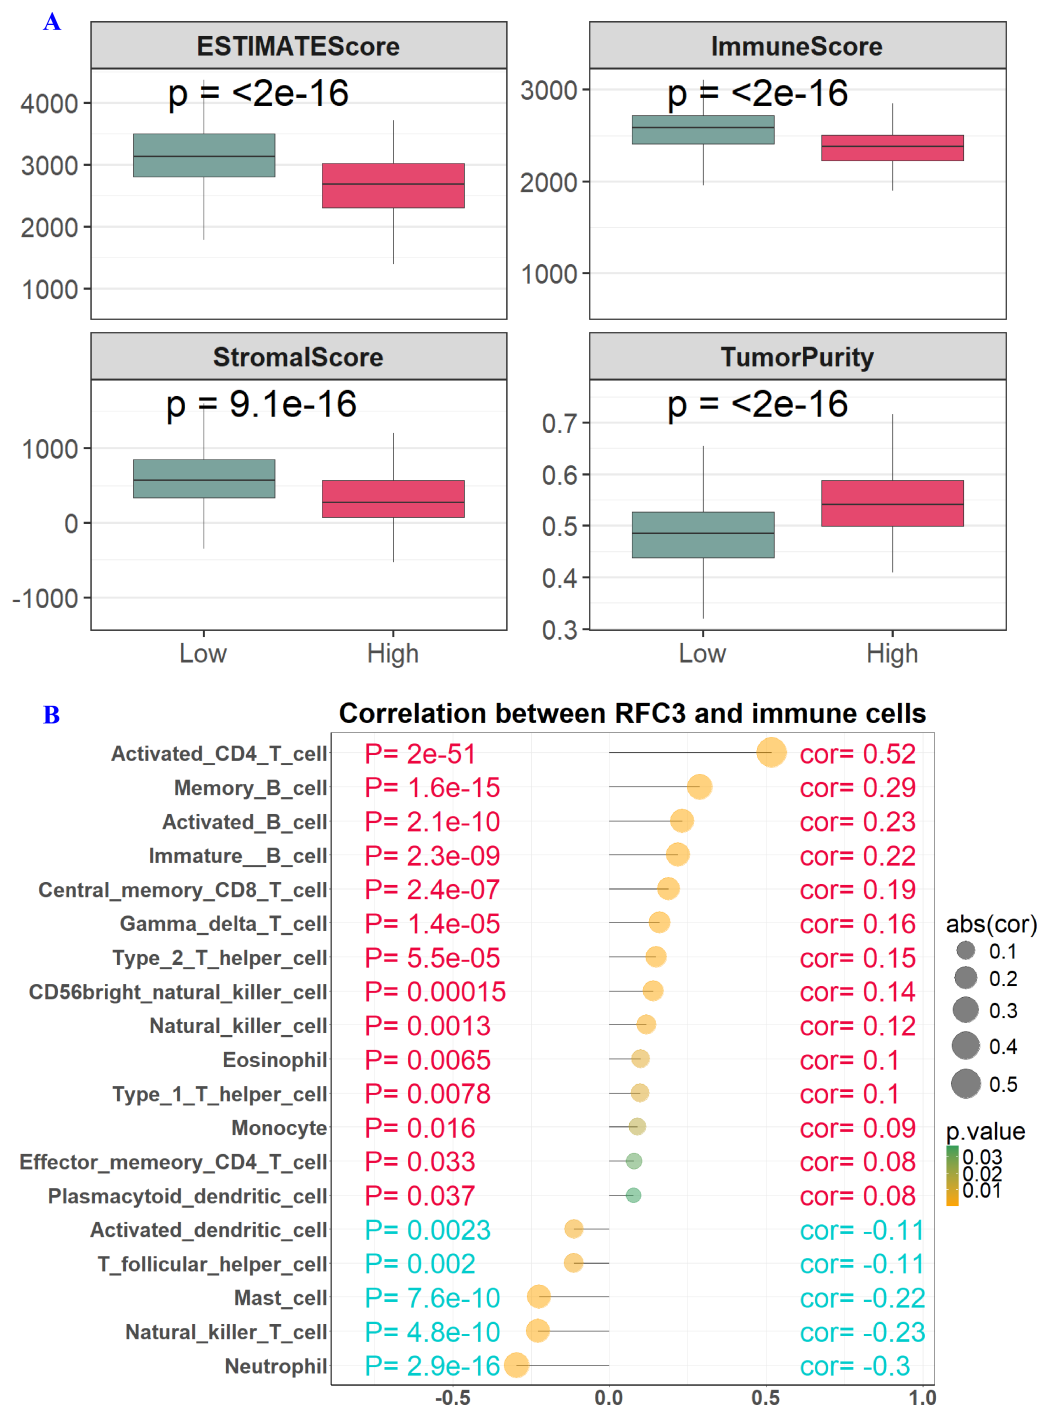 A
ESTIMATEScore
p = <2e-16
4000
3000
2000
1000
ImmuneScore
p = <2e-16
3000
2000
1000
StromalScore
p = 9.1e-16
1000
0
-1000
Low High
TumorPurity
p = <2e-16
0.7
0.6
0.5
0.4
0.3
Low High
B
Correlation between RFC3 and immune cells
Activated_CD4_T_cell P= 2e-51 cor= 0.52
Memory_B_cell P= 1.6e-15 cor= 0.29
Activated_B_cell P= 2.1e-10 cor= 0.23
Immature__B_cell P= 2.3e-09 cor= 0.22
Central_memory_CD8_T_cell P= 2.4e-07 cor= 0.19
Gamma_delta_T_cell P= 1.4e-05 cor= 0.16
Type_2_T_helper_cell P= 5.5e-05 cor= 0.15
CD56bright_natural_killer_cell P= 0.00015 cor= 0.14
Natural_killer_cell P= 0.0013 cor= 0.12
Eosinophil P= 0.0065 cor= 0.1
Type_1_T_helper_cell P= 0.0078 cor= 0.1
Monocyte P= 0.016 cor= 0.09
Effector_memeory_CD4_T_cell P= 0.033 cor= 0.08
Plasmacytoid_dendritic_cell P= 0.037 cor= 0.08
Activated_dendritic_cell P= 0.0023 cor= -0.11
T_follicular_helper_cell P= 0.002 cor= -0.11
Mast_cell P= 7.6e-10 cor= -0.22
Natural_killer_T_cell P= 4.8e-10 cor= -0.23
Neutrophil P= 2.9e-16 cor= -0.3
-0.5 0.0 0.5 1.0
abs(cor)
0.1
0.2
0.3
0.4
0.5
p.value
0.03
0.02
0.01